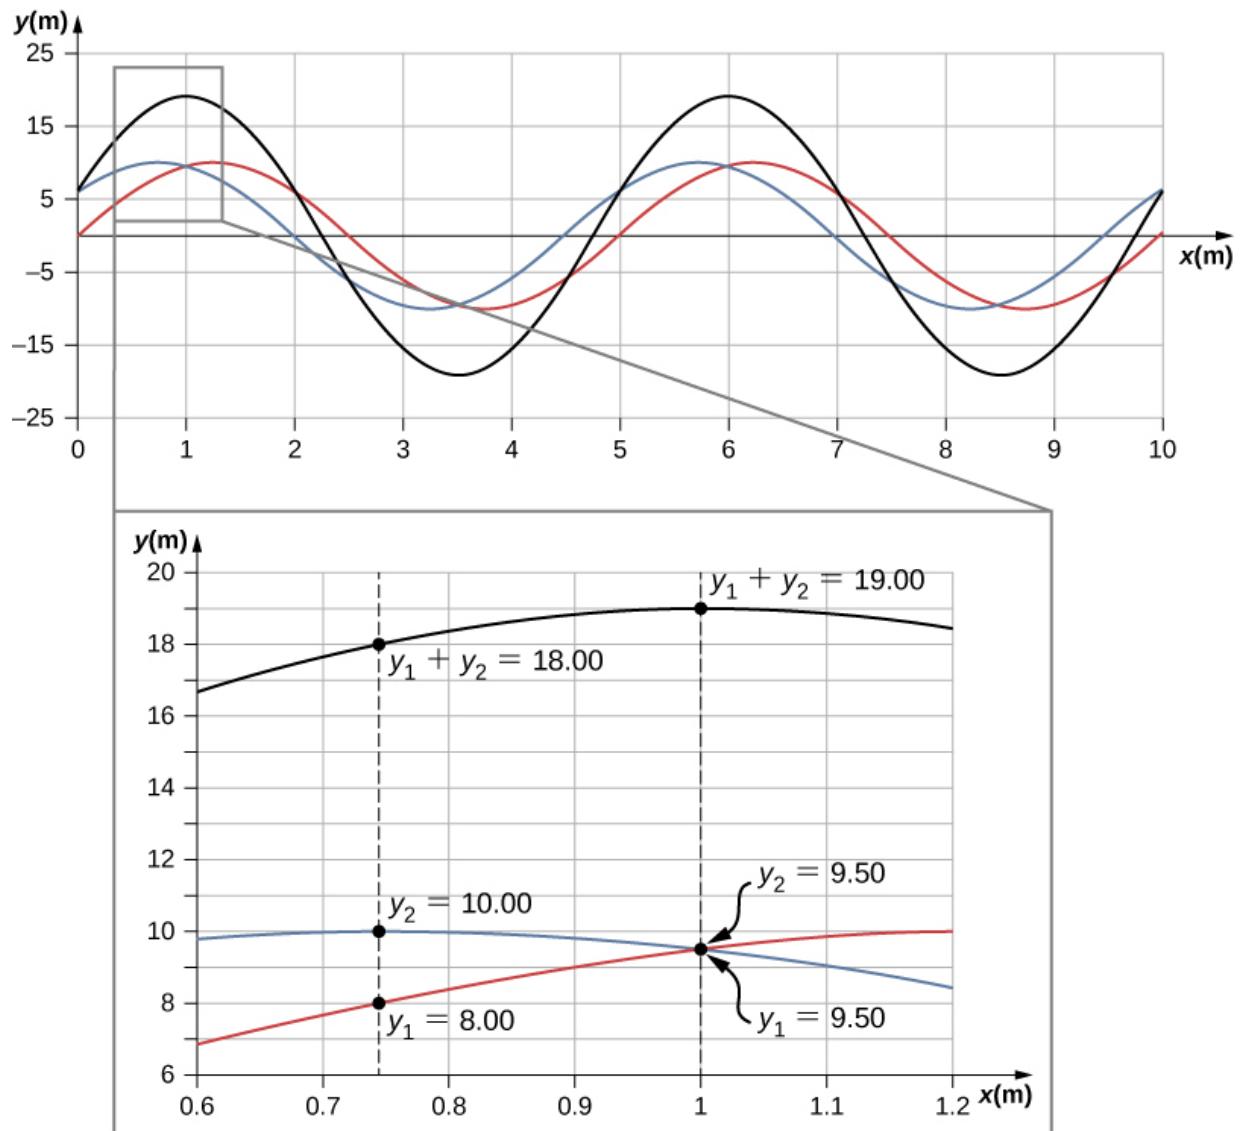 y(m)
25
15
5
0
–5
–15
–25
x(m)
0 1 2 3 4 5 6 7 8 9 10
y(m)
20
y₁ + y₂ = 19.00
18
y₁ + y₂ = 18.00
16
14
12
y₂ = 9.50
y₂ = 10.00
10
8
y₁ = 8.00
y₁ = 9.50
6
0.6 0.7 0.8 0.9 1 1.1 1.2 x(m)